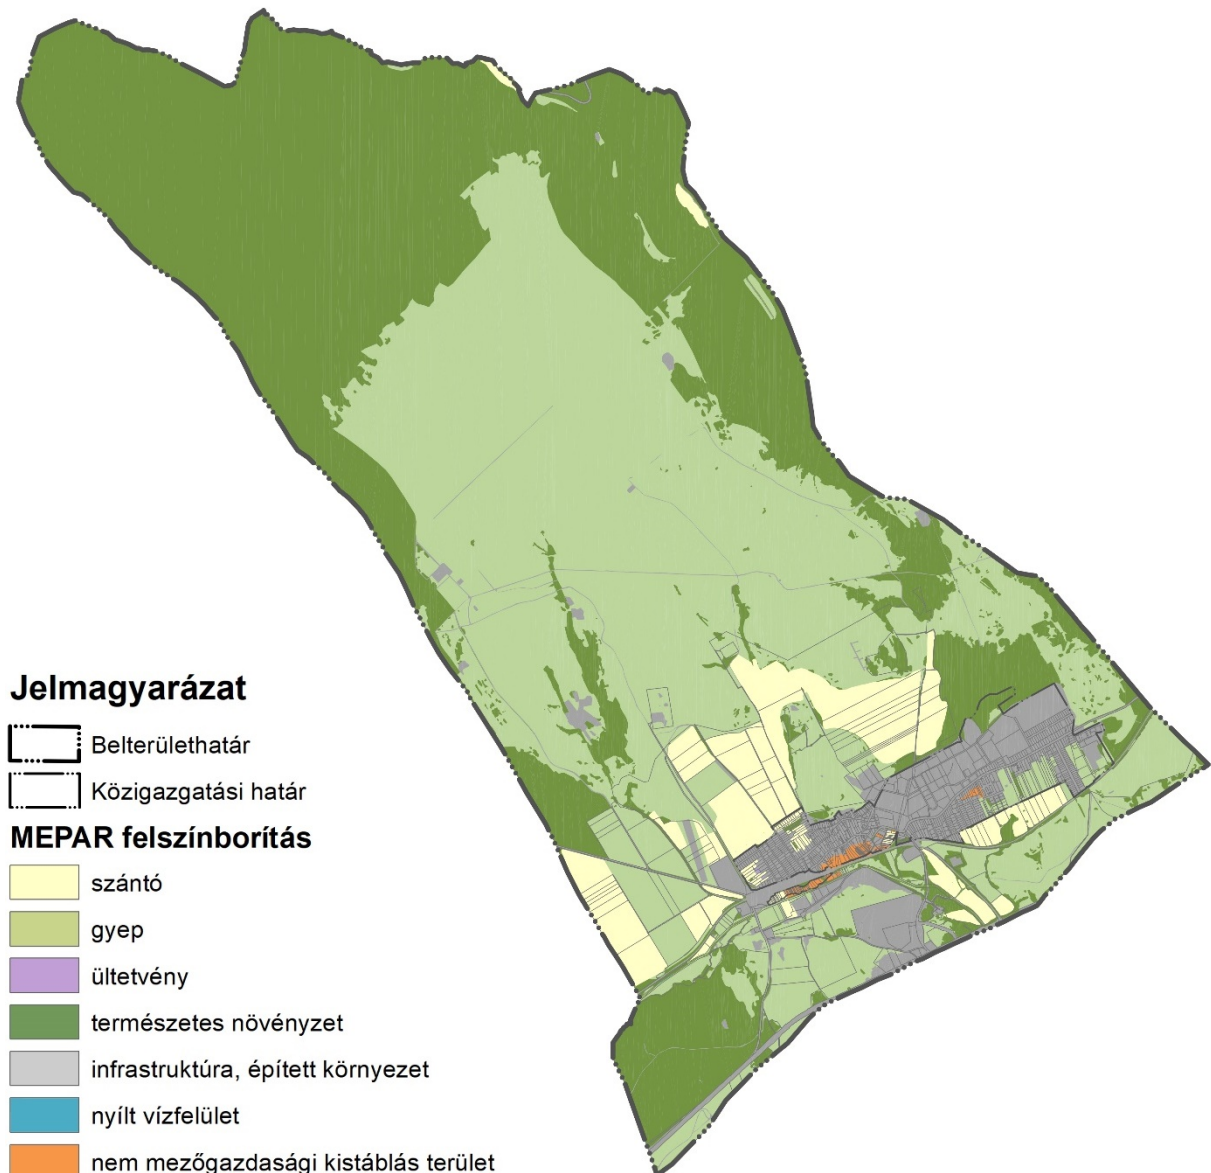 Jelmagyarázat
Belterülethatár
Közigazgatási határ
MEPAR felszínborítás
szántó
gyep
ültetvény
természetes növényzet
infrastruktúra, épített környezet
nyílt vízfelület
nem mezőgazdasági kistáblás terület